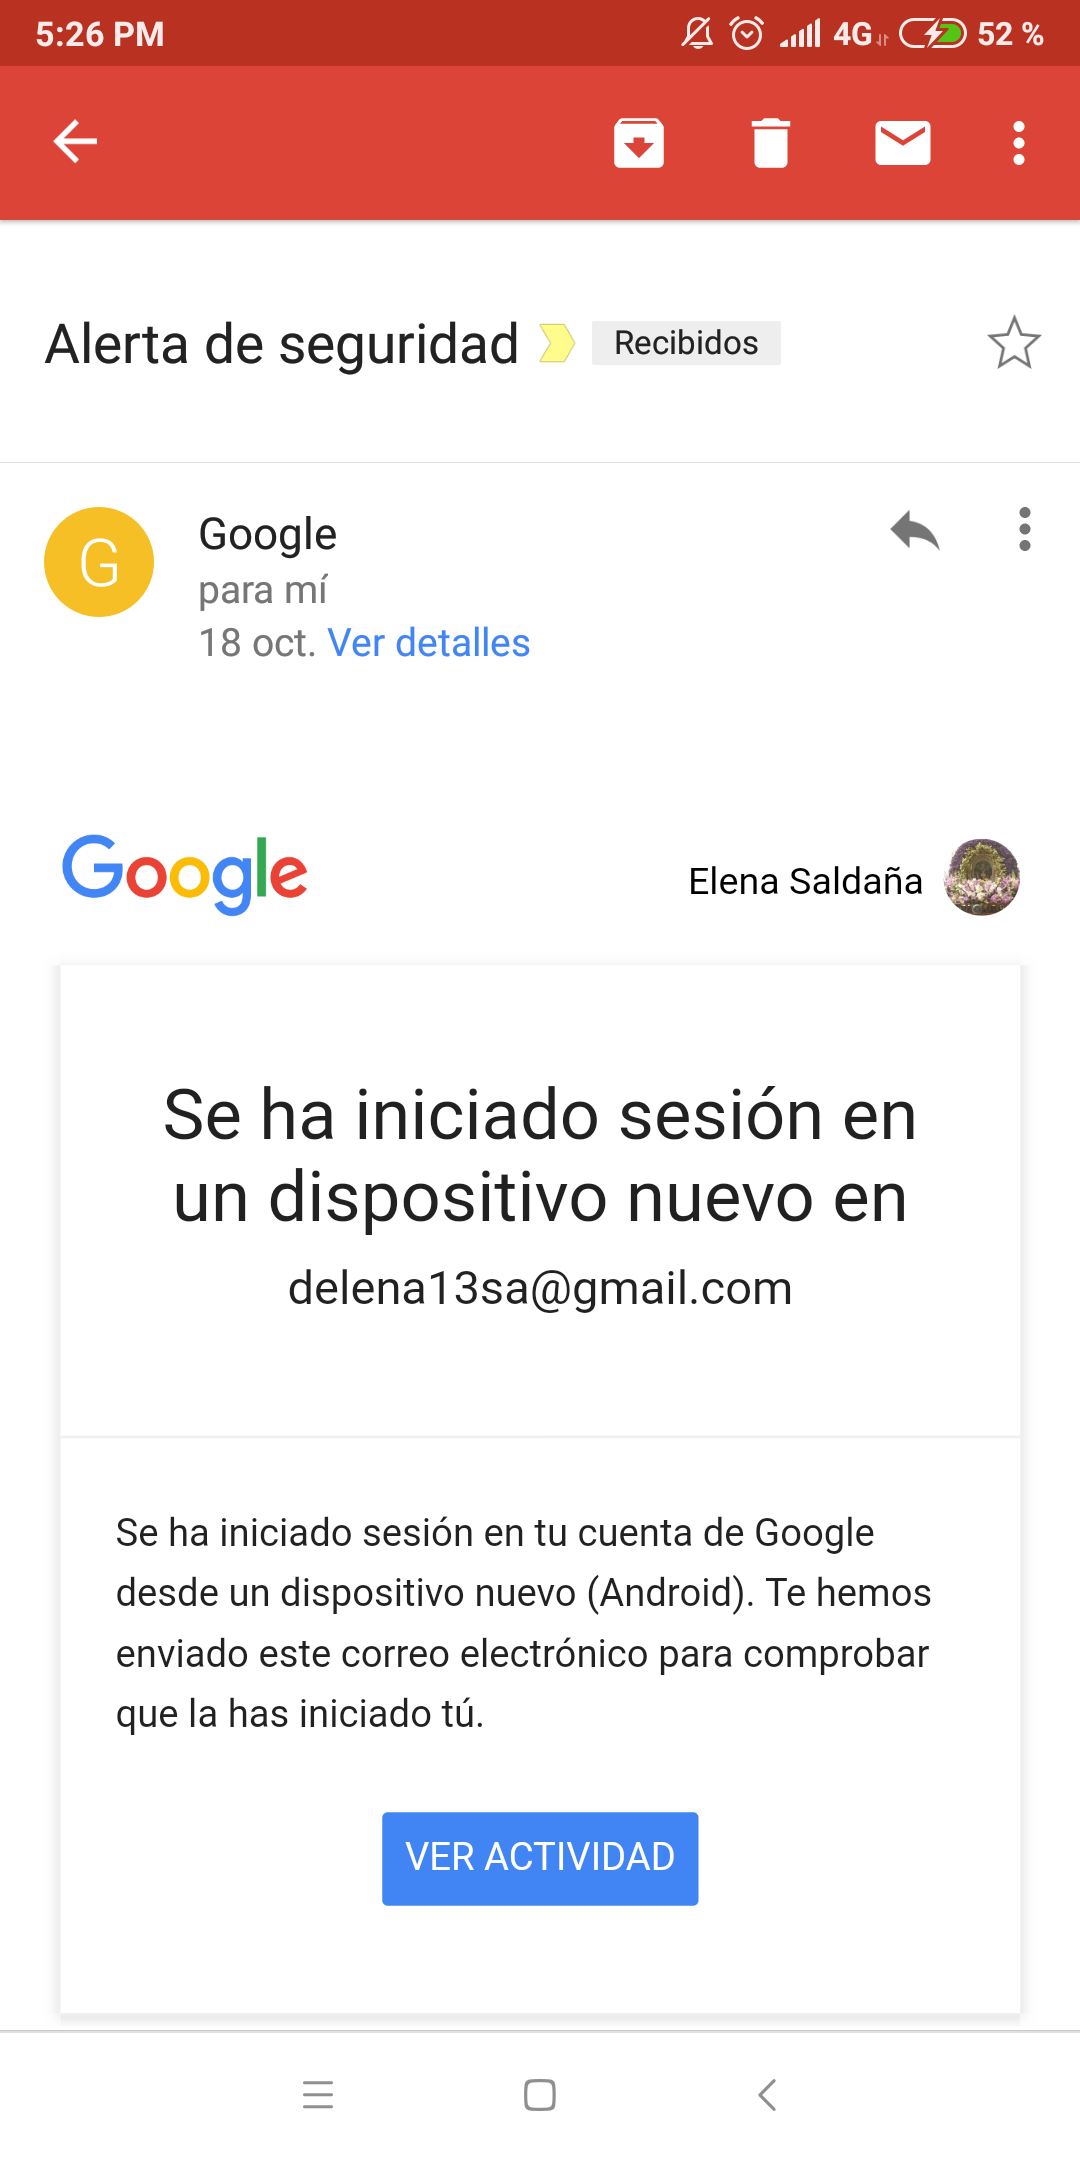 5:26 PM 4G 52 %
Alerta de seguridad Recibidos
G
Google
para mí
18 oct. Ver detalles
Google Elena Saldaña
Se ha iniciado sesión en
un dispositivo nuevo en
delena13sa@gmail.com
Se ha iniciado sesión en tu cuenta de Google
desde un dispositivo nuevo (Android). Te hemos
enviado este correo electrónico para comprobar
que la has iniciado tú.
VER ACTIVIDAD